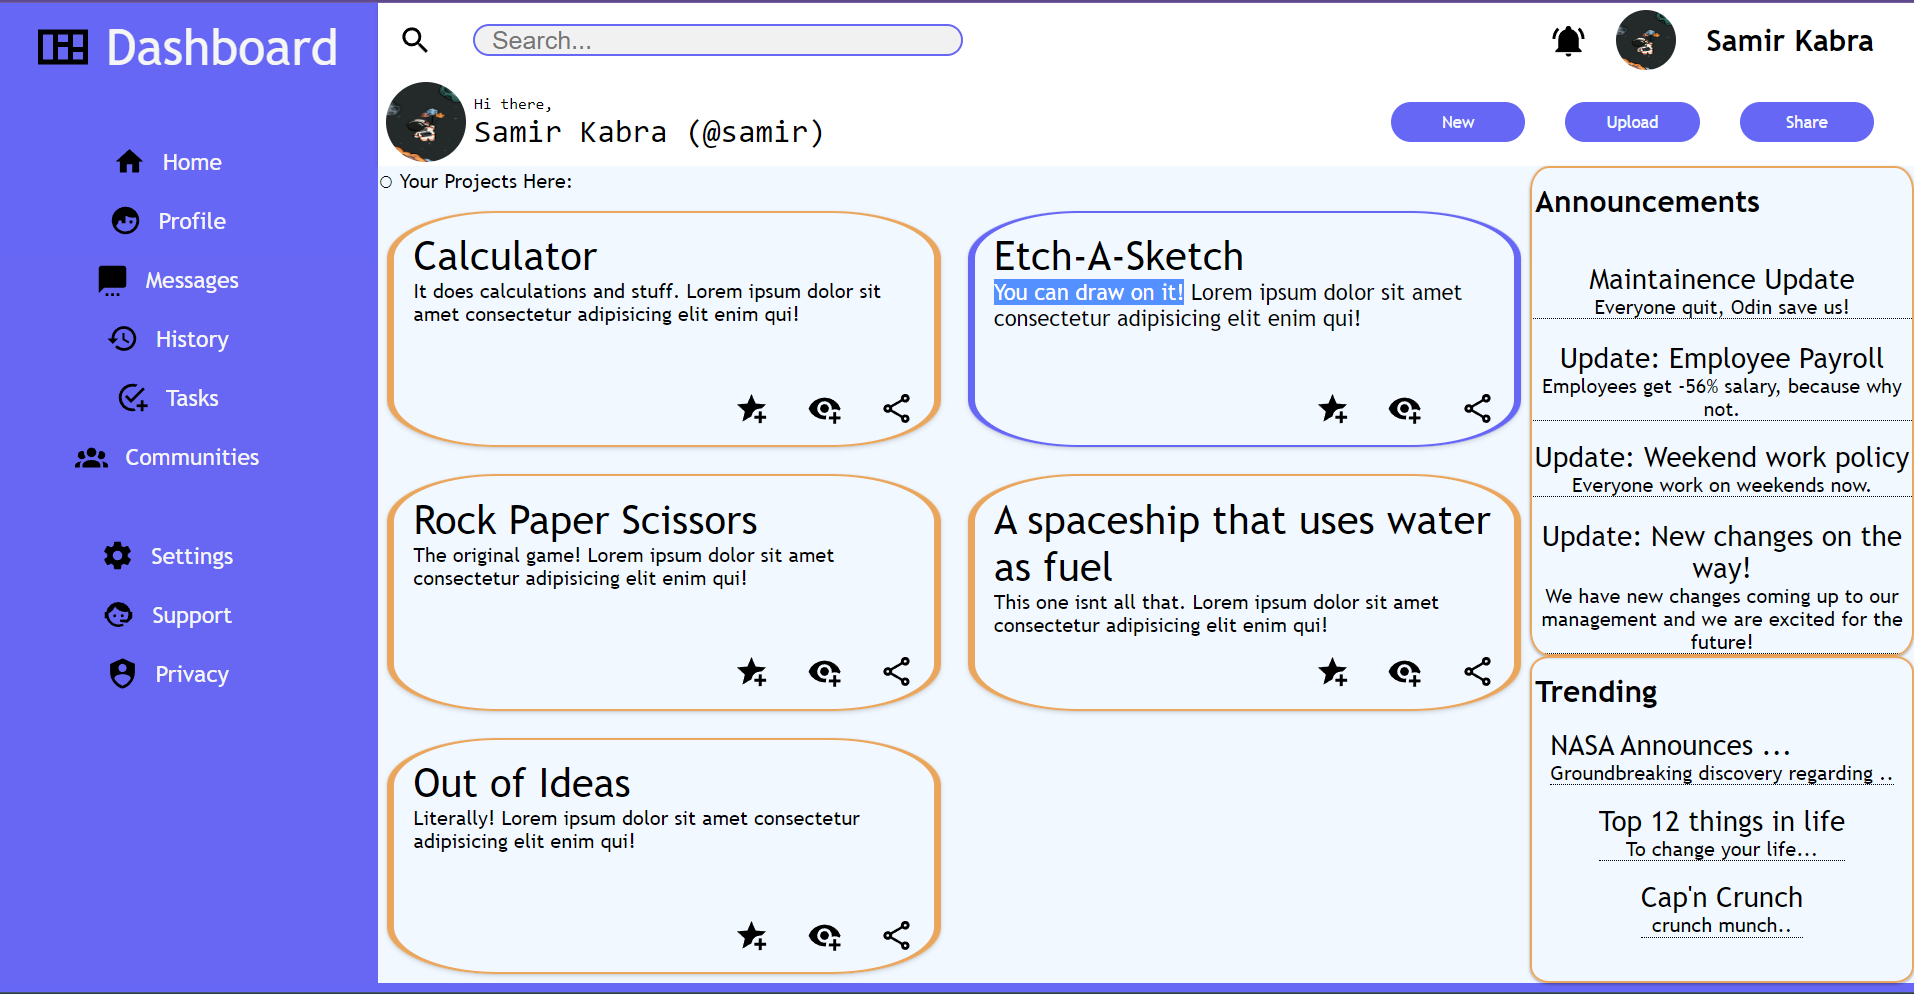 Dashboard
Home
Profile
Messages
History
Tasks
Communities
Settings
Support
Privacy
Search...
Samir Kabra
Hi there,
Samir Kabra (@samir)
New
Upload
Share
Your Projects Here:
Calculator
It does calculations and stuff. Lorem ipsum dolor sit
amet consectetur adipisicing elit enim qui!
Etch-A-Sketch
You can draw on it! Lorem ipsum dolor sit amet
consectetur adipisicing elit enim qui!
Rock Paper Scissors
The original game! Lorem ipsum dolor sit amet
consectetur adipisicing elit enim qui!
A spaceship that uses water
as fuel
This one isnt all that. Lorem ipsum dolor sit amet
consectetur adipisicing elit enim qui!
Out of Ideas
Literally! Lorem ipsum dolor sit amet consectetur
adipisicing elit enim qui!
Announcements
Maintainence Update
Everyone quit, Odin save us!
Update: Employee Payroll
Employees get -56% salary, because why
not.
Update: Weekend work policy
Everyone work on weekends now.
Update: New changes on the
way!
We have new changes coming up to our
management and we are excited for the
future!
Trending
NASA Announces ...
Groundbreaking discovery regarding ..
Top 12 things in life
To change your life...
Cap'n Crunch
crunch munch..